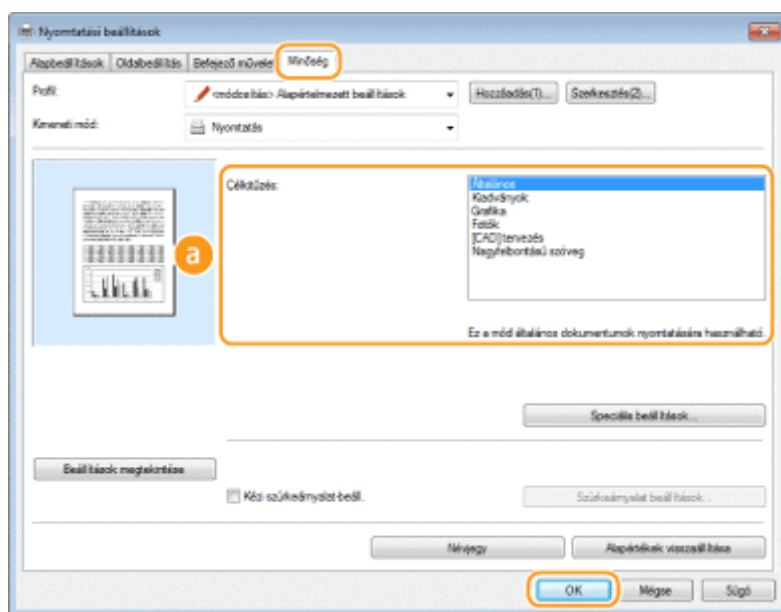 Nyomtatási beállítások
Alapbeállítások Oldalbeállítás Befejező művelet Minőség
Profil: <módosítás> Alapértelmezett beállítások Hozzáadás(1)... Szerkesztés(2)...
Kimeneti mód: Nyomtatás
Célkitűzés: Általános
Kiadványok
Grafika
Fotók
[CAD]tervezés
Nagyfelbontású szöveg
a
Ez a mód általános dokumentumok nyomtatására használható.
Speciális beállítások...
Beállítások megtekintése
Kézi szürkeárnyalat-beáll. Szürkeárnyalat beállítások...
Névjegy Alapértékek visszaállítása
OK Mégse Súgó